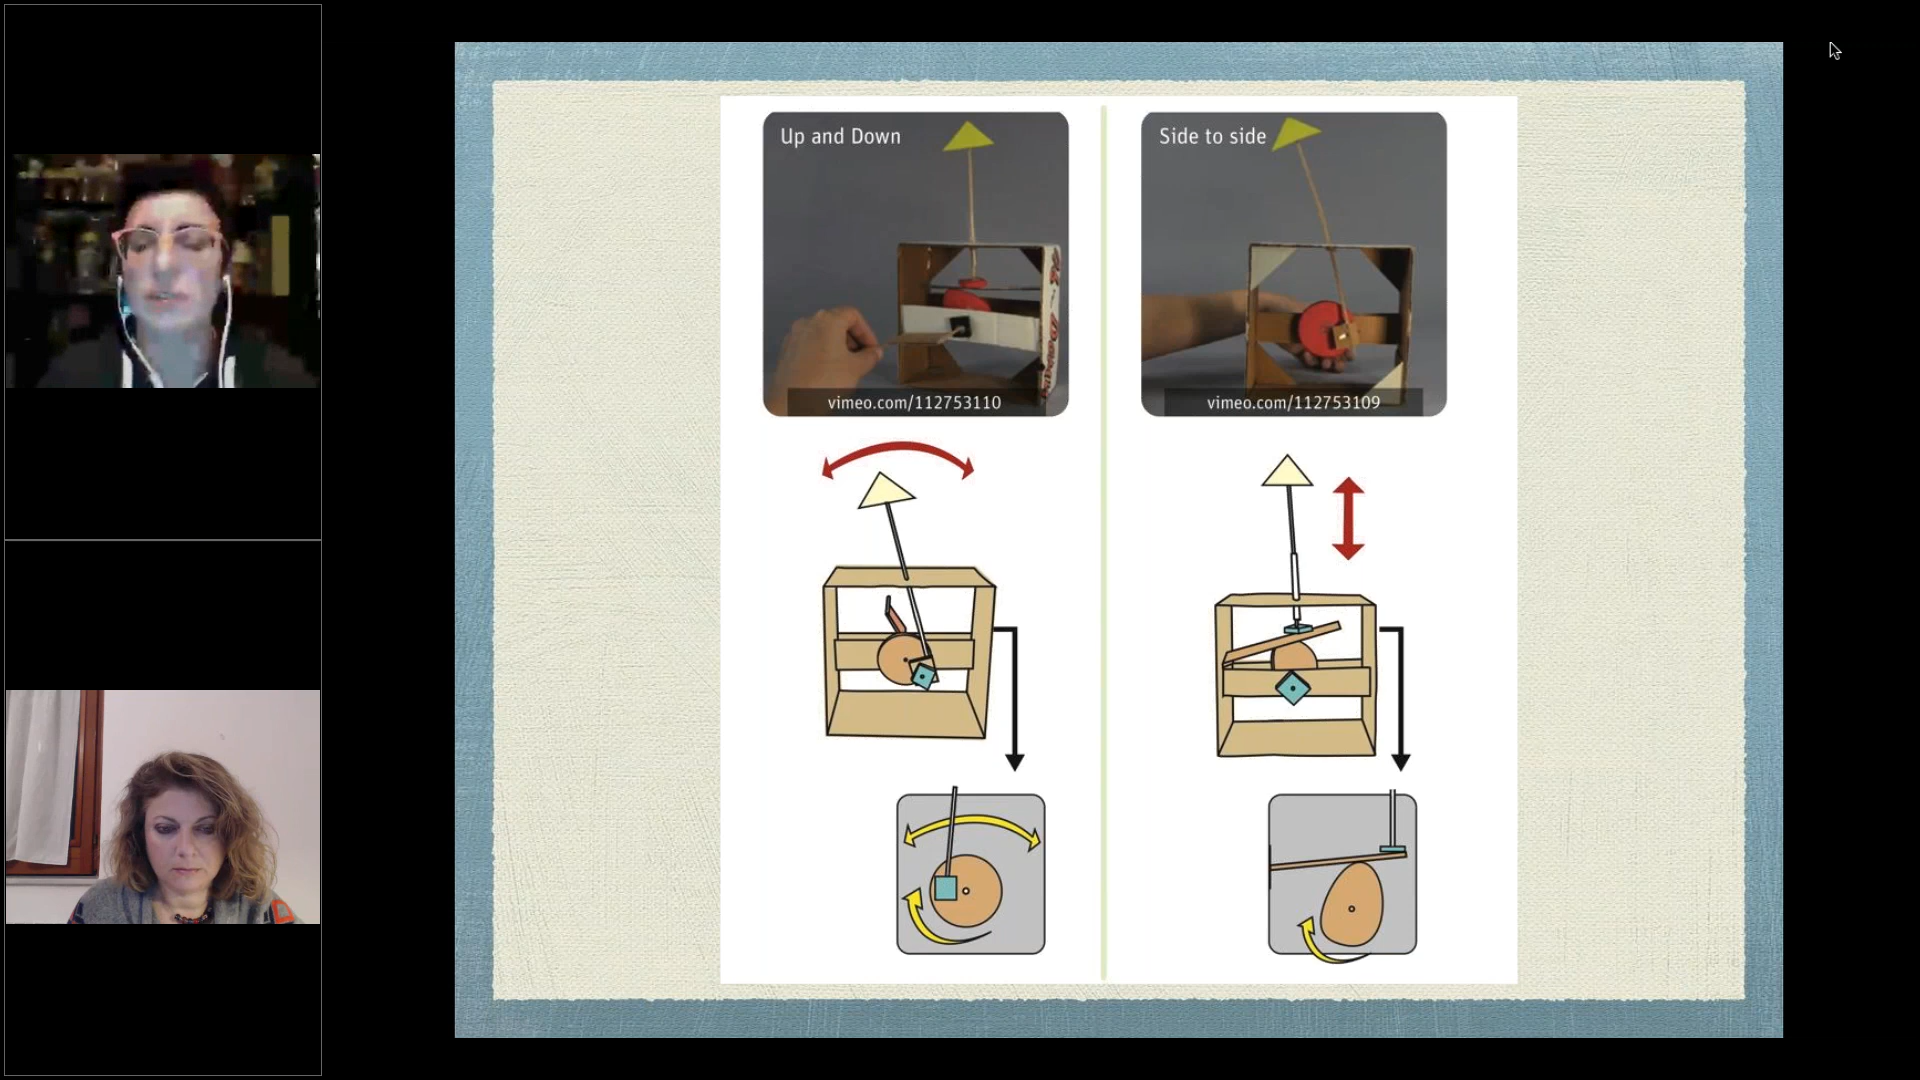 Up and Down
vimeo.com/112753110
Side to side
vimeo.com/112753109